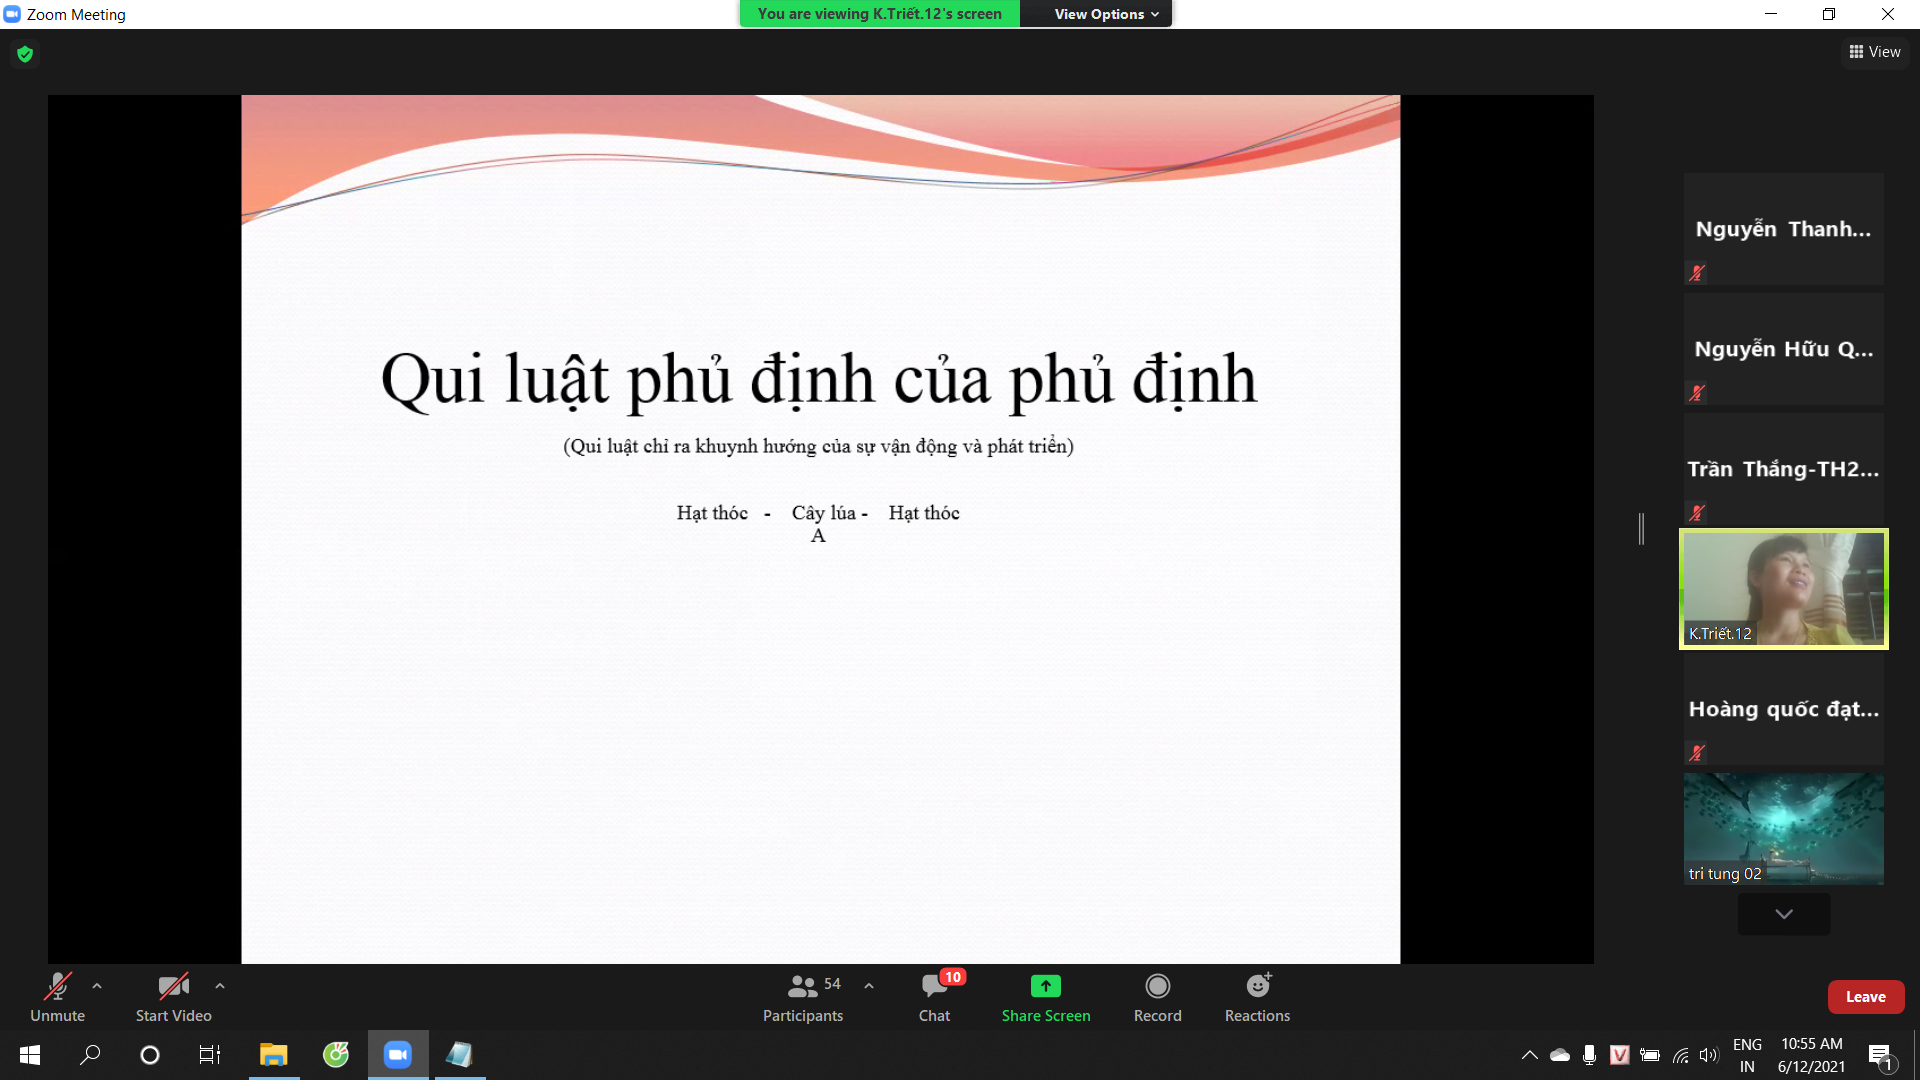 Zoom Meeting
You are viewing K.Triết.12's screen
View Options
View
Qui luật phủ định của phủ định
(Qui luật chỉ ra khuynh hướng của sự vận động và phát triển)
Hạt thóc - Cây lúa - Hạt thóc
A
Nguyễn Thanh...
Nguyễn Hữu Q...
Trần Thắng-TH2...
K.Triết.12
Hoàng quốc đạt...
tri tung 02
Unmute
Start Video
54
Participants
10
Chat
Share Screen
Record
Reactions
Leave
V
ENG
IN
10:55 AM
6/12/2021
1